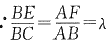 ∵ BE/BC = AF/AB = λ